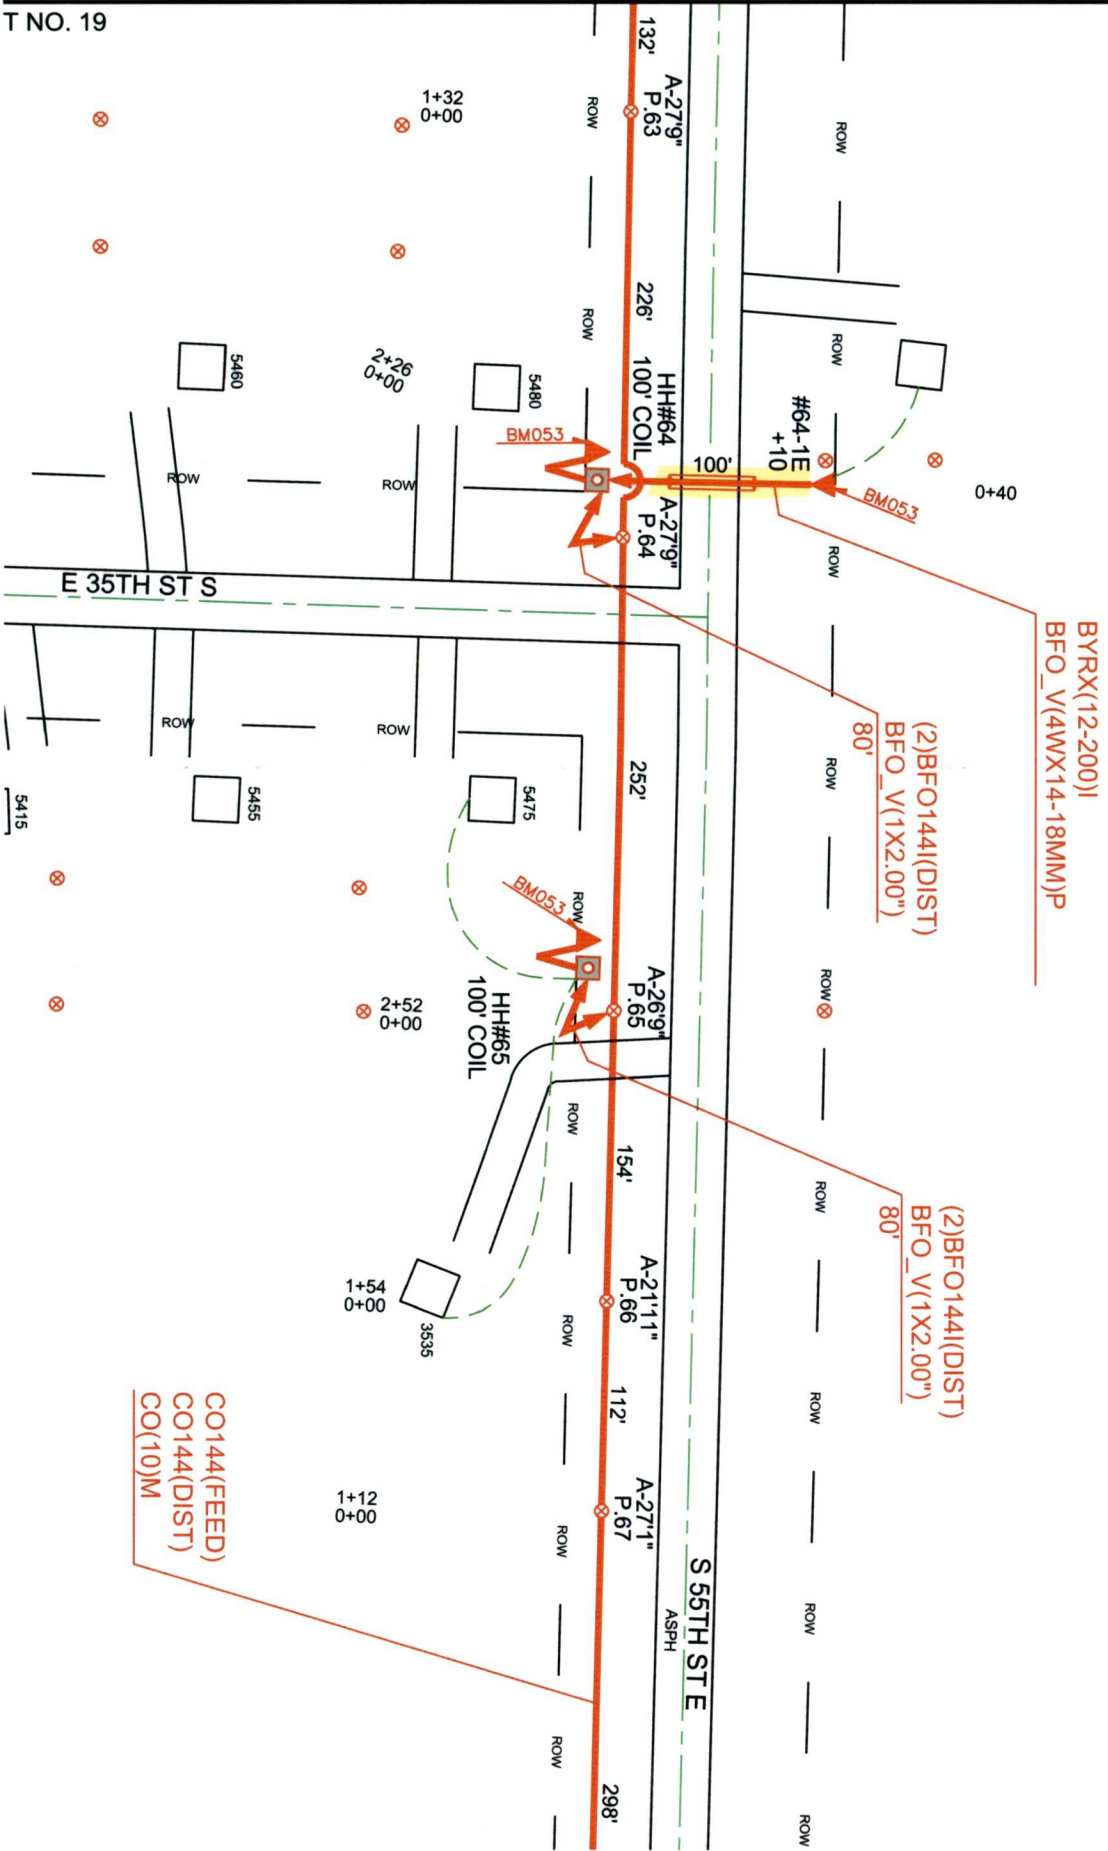 T NO. 19
132'
A-27'9"
P.63
ROW
ROW
1+32
0+00
226'
ROW
ROW
5460
2+26
0+00
5480
HH#64
100' COIL
#64-1E
+10
100'
BM053
BM053
0+40
ROW
ROW
A-27'9"
P.64
ROW
E 35TH ST S
BYRX(12-200)I
BFO_V(4WX14-18MM)P
(2)BFO144I(DIST)
BFO_V(1X2.00")
80'
ROW
ROW
ROW
252'
5415
5455
5475
BM053
ROW
ROW
A-26'9"
P.65
2+52
0+00
HH#65
100' COIL
ROW
154'
ROW
(2)BFO144I(DIST)
BFO_V(1X2.00")
80'
A-21'11"
P.66
1+54
0+00
3535
ROW
112'
ROW
CO144(FEED)
CO144(DIST)
CO(10)M
A-27'1"
P.67
1+12
0+00
ROW
S 55TH ST E
ASPH
ROW
ROW
298'
ROW